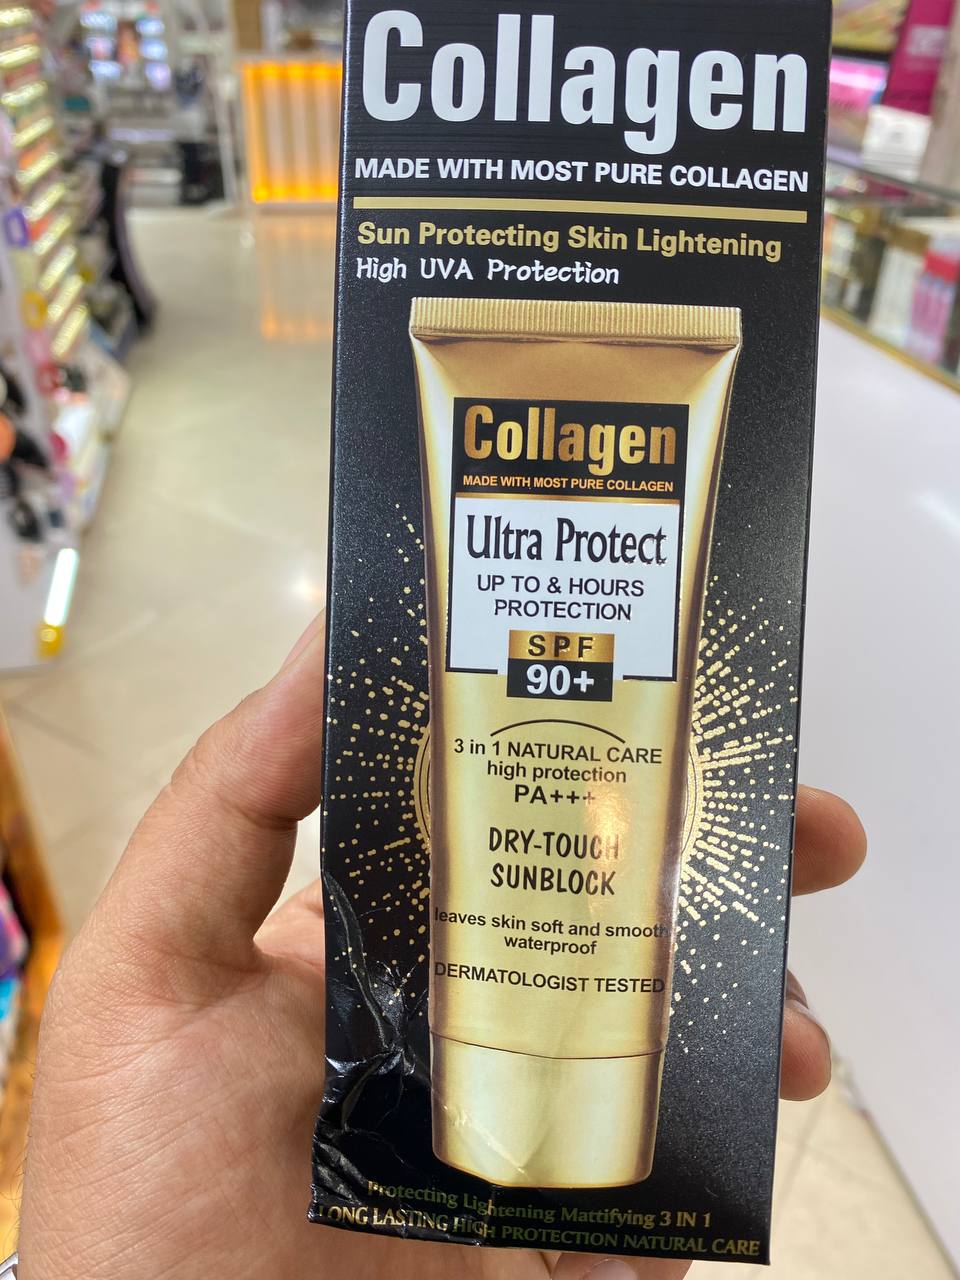 Collagen
MADE WITH MOST PURE COLLAGEN
Sun Protecting Skin Lightening
High UVA Protection
Collagen
MADE WITH MOST PURE COLLAGEN
Ultra Protect
UP TO & HOURS
PROTECTION
SPF
90+
3 in 1 NATURAL CARE
high protection
PA+++
DRY-TOUCH
SUNBLOCK
leaves skin soft and smooth
waterproof
DERMATOLOGIST TESTED
Protecting Lightening Mattifying 3 IN 1
LONG LASTING HIGH PROTECTION NATURAL CARE